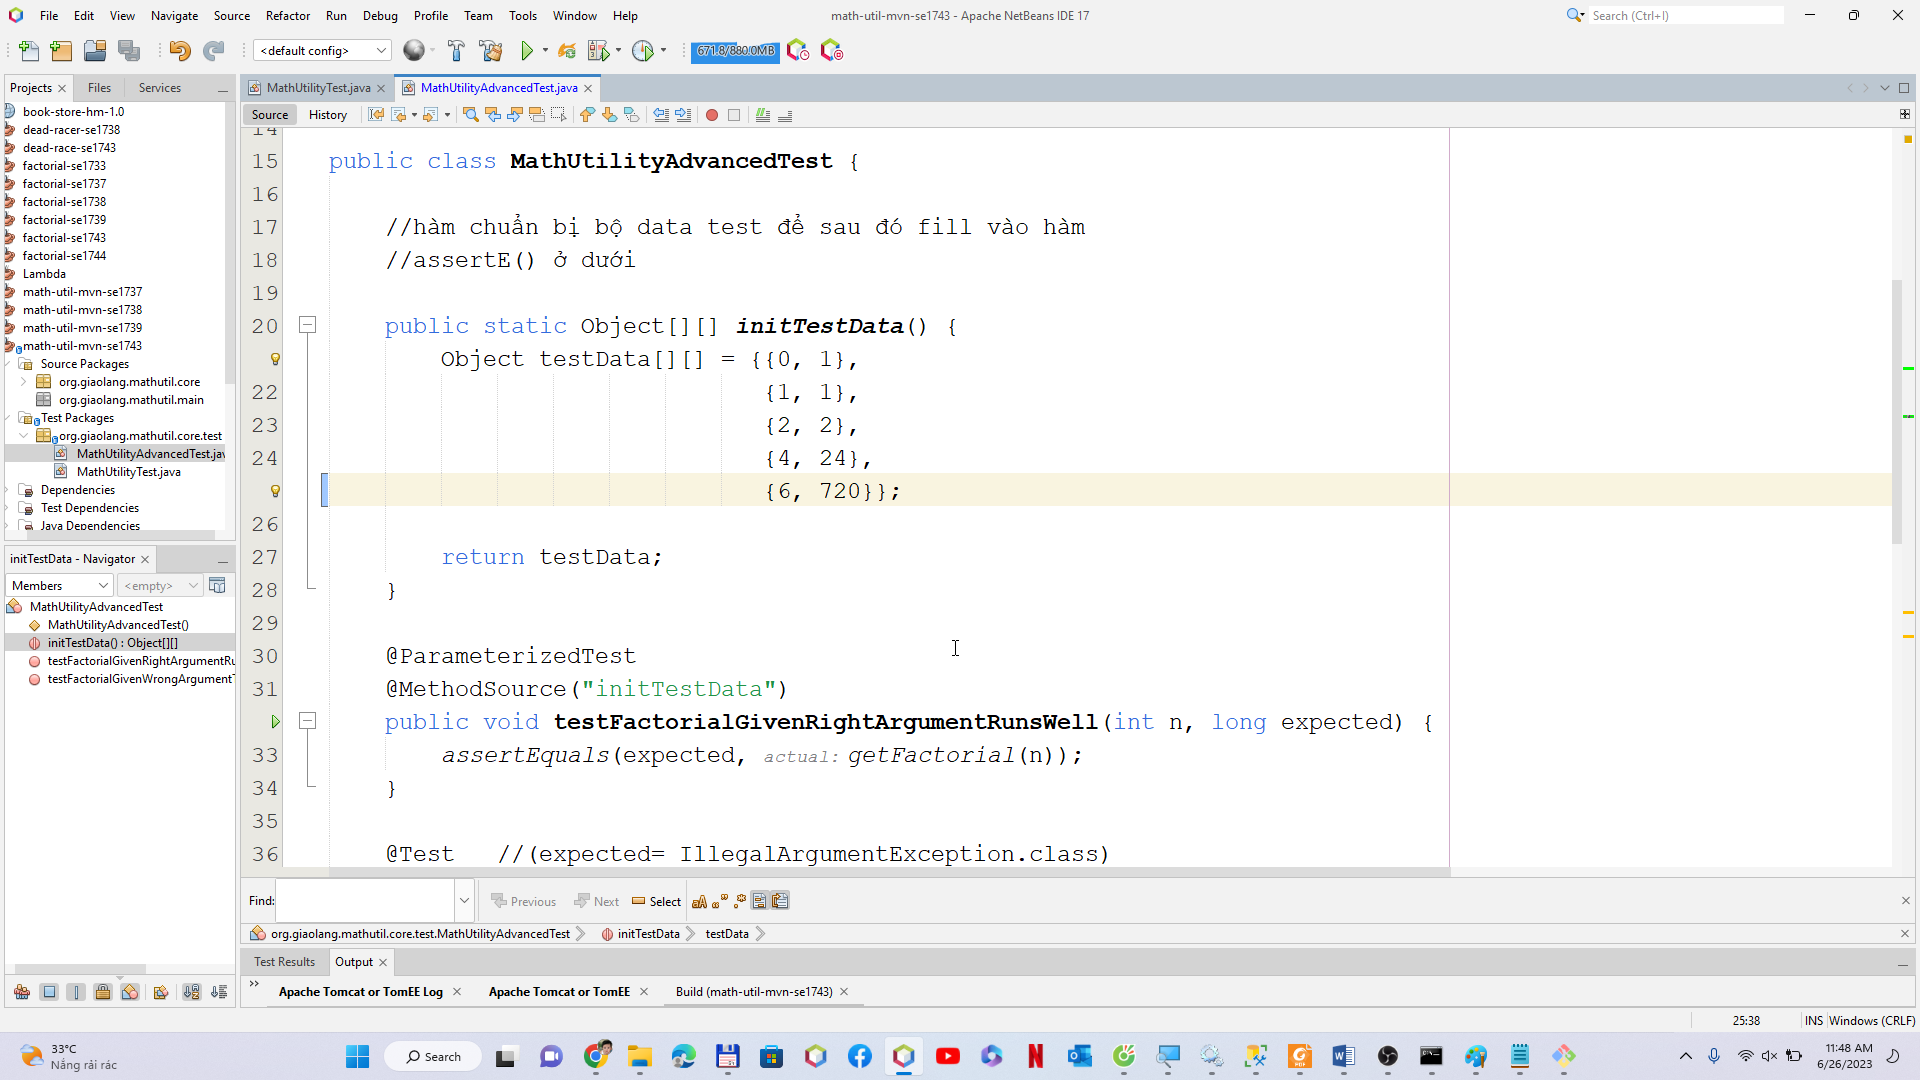 File Edit View Navigate Source Refactor Run Debug Profile Team Tools Window Help
math-util-mvn-se1743 - Apache NetBeans IDE 17
Search (Ctrl+I)
<default config>
671.8/880.0MB
Projects Files Services
book-store-hm-1.0
dead-racer-se1738
dead-race-se1743
factorial-se1733
factorial-se1737
factorial-se1738
factorial-se1739
factorial-se1743
factorial-se1744
Lambda
math-util-mvn-se1737
math-util-mvn-se1738
math-util-mvn-se1739
math-util-mvn-se1743
Source Packages
org.giaolang.mathutil.core
org.giaolang.mathutil.main
Test Packages
org.giaolang.mathutil.core.test
MathUtilityAdvancedTest.jav
MathUtilityTest.java
Dependencies
Test Dependencies
Java Dependencies
initTestData - Navigator
Members <empty>
MathUtilityAdvancedTest
MathUtilityAdvancedTest()
initTestData() : Object[][]
testFactorialGivenRightArgumentRu
testFactorialGivenWrongArgumentT
MathUtilityTest.java MathUtilityAdvancedTest.java
Source History
14
15 public class MathUtilityAdvancedTest {
16
17 //hàm chuẩn bị bộ data test để sau đó fill vào hàm
18 //assertE() ở dưới
19
20 public static Object[][] initTestData() {
Object testData[][] = {{0, 1},
22 {1, 1},
23 {2, 2},
24 {4, 24},
{6, 720}};
26
27 return testData;
28 }
29
30 @ParameterizedTest
31 @MethodSource("initTestData")
public void testFactorialGivenRightArgumentRunsWell(int n, long expected) {
33 assertEquals(expected, actual: getFactorial(n));
34 }
35
36 @Test //(expected= IllegalArgumentException.class)
Find: Previous Next Select
org.giaolang.mathutil.core.test.MathUtilityAdvancedTest initTestData testData
Test Results Output
Apache Tomcat or TomEE Log Apache Tomcat or TomEE Build (math-util-mvn-se1743)
25:38 INS Windows (CRLF)
33°C
Nắng rải rác
Search
11:48 AM
6/26/2023